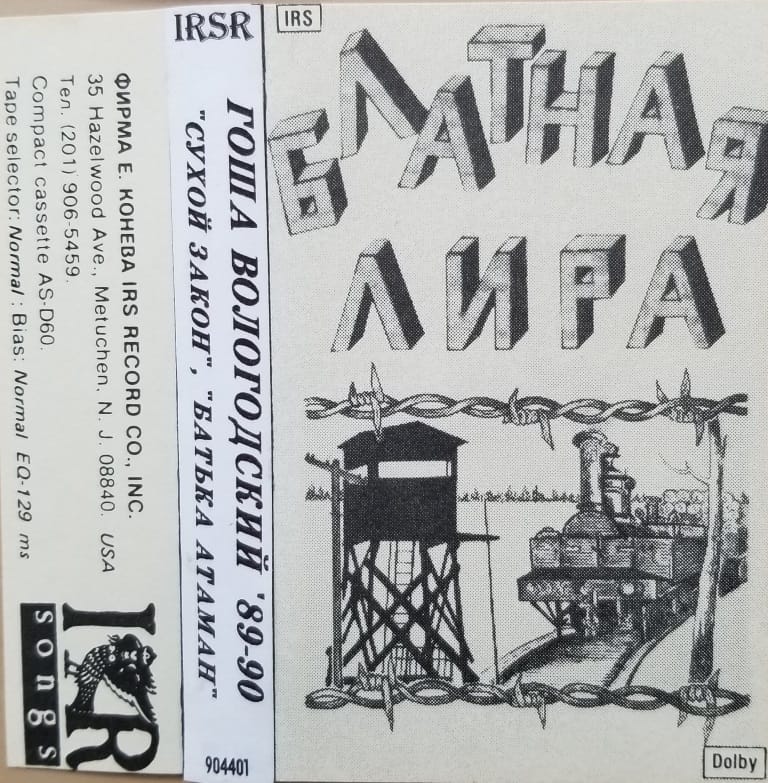 ФИРМА Е. КОНЕВА IRS RECORD CO., INC.
35 Hazelwood Ave., Metuchen, N. J. 08840. USA
Тел. (201) 906-5459.
Compact cassette AS-D60.
Tape selector: Normal : Bias: Normal EQ-129 ms
IR
songs
IRSR
ГОША ВОЛОГОДСКИЙ '89-90
"СУХОЙ ЗАКОН", "БАТЬКА АТАМАН"
904401
IRS
БЛАТНАЯ
ЛИРА
Dolby